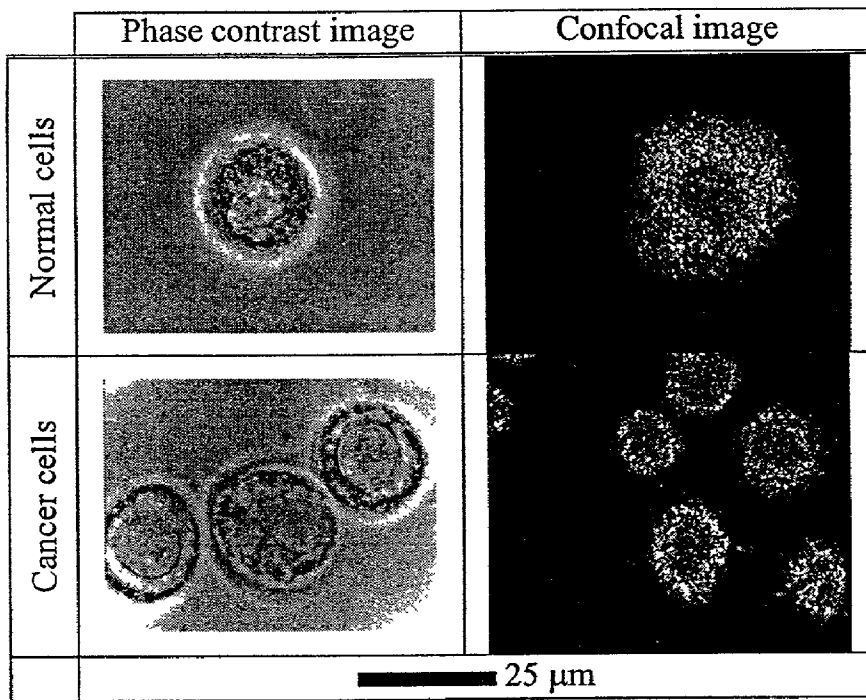 Phase contrast image
Confocal image
Normal cells
Cancer cells
25 µm